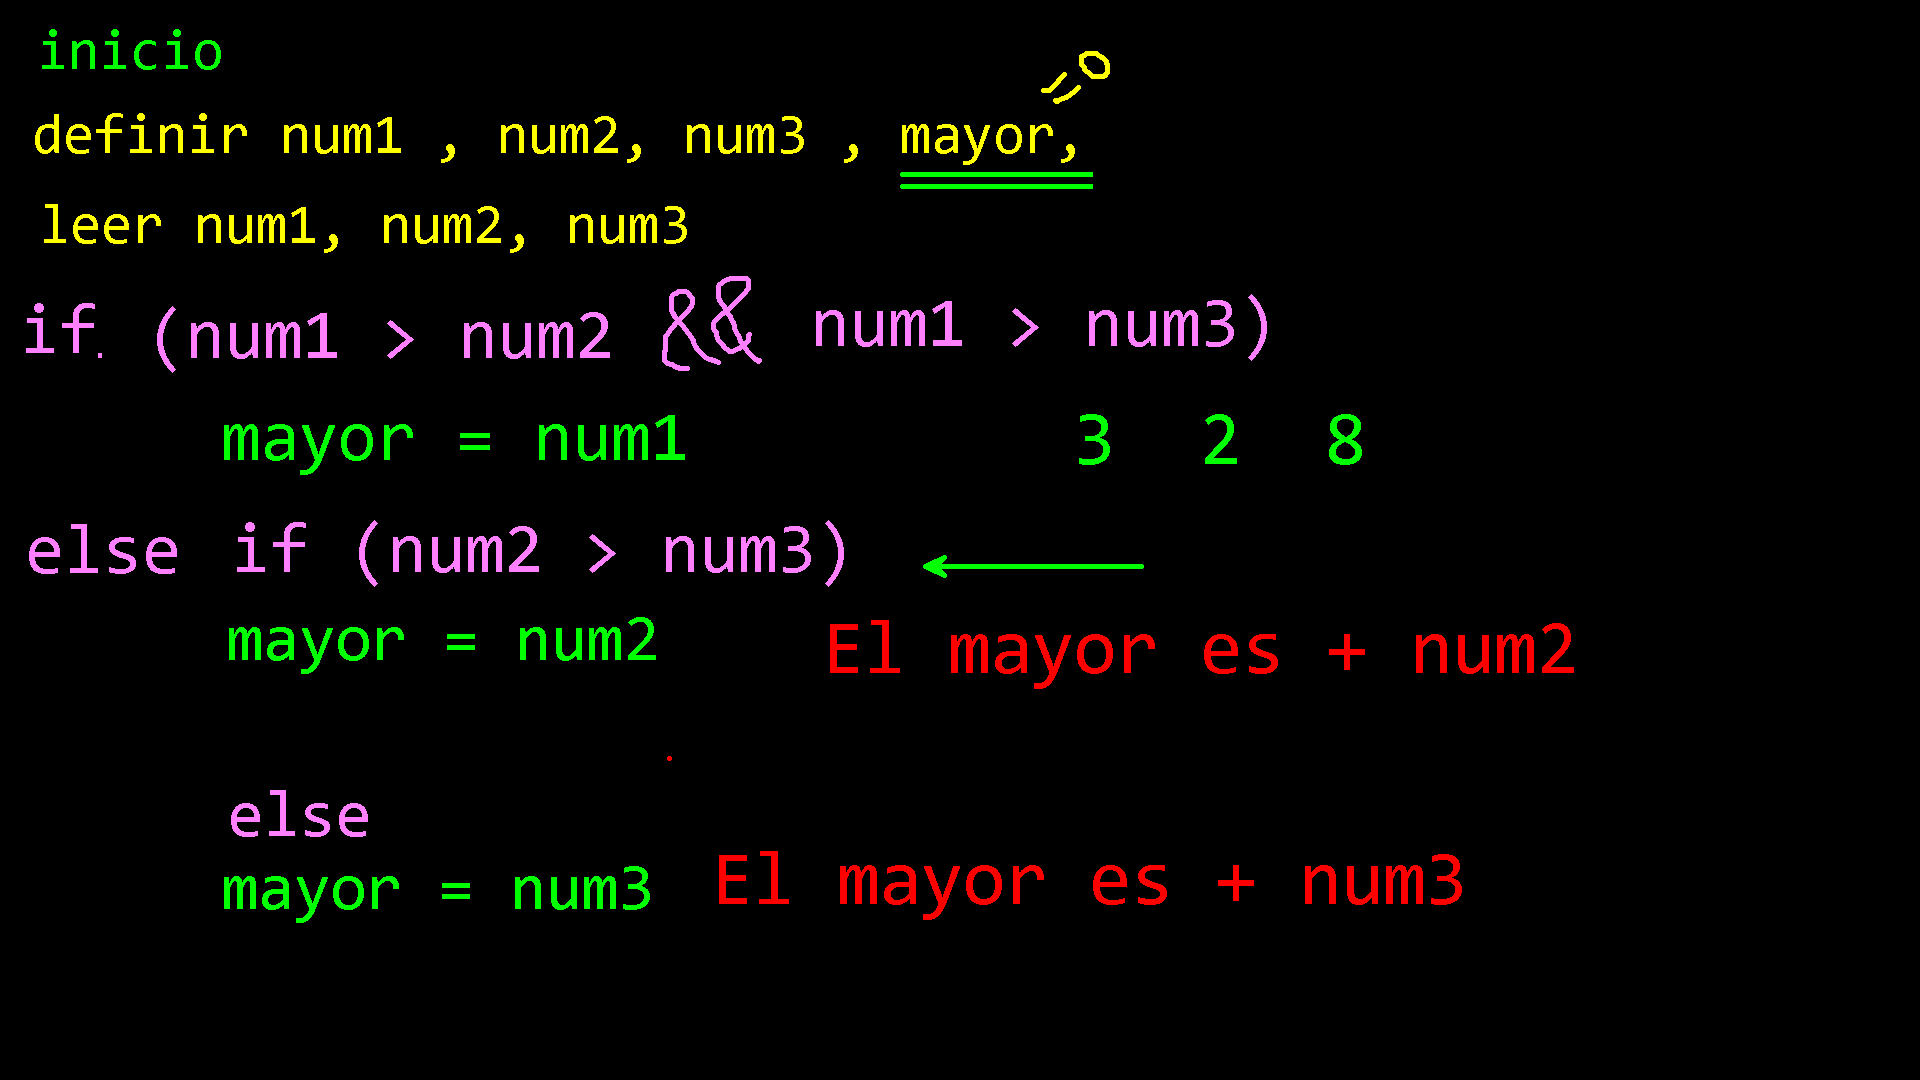 inicio
=0
definir num1 , num2, num3 , mayor,
leer num1, num2, num3
if (num1 > num2 && num1 > num3)
mayor = num1 3 2 8
else if (num2 > num3)
mayor = num2 El mayor es + num2
else
mayor = num3 El mayor es + num3